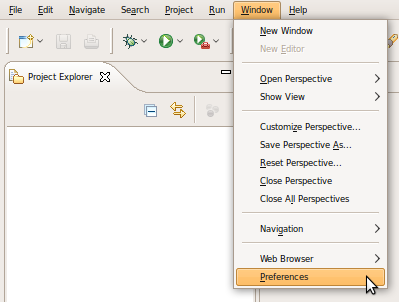 File Edit Navigate Search Project Run Window Help
New Window
New Editor
Project Explorer
Open Perspective
Show View
Customize Perspective...
Save Perspective As...
Reset Perspective...
Close Perspective
Close All Perspectives
Navigation
Web Browser
Preferences